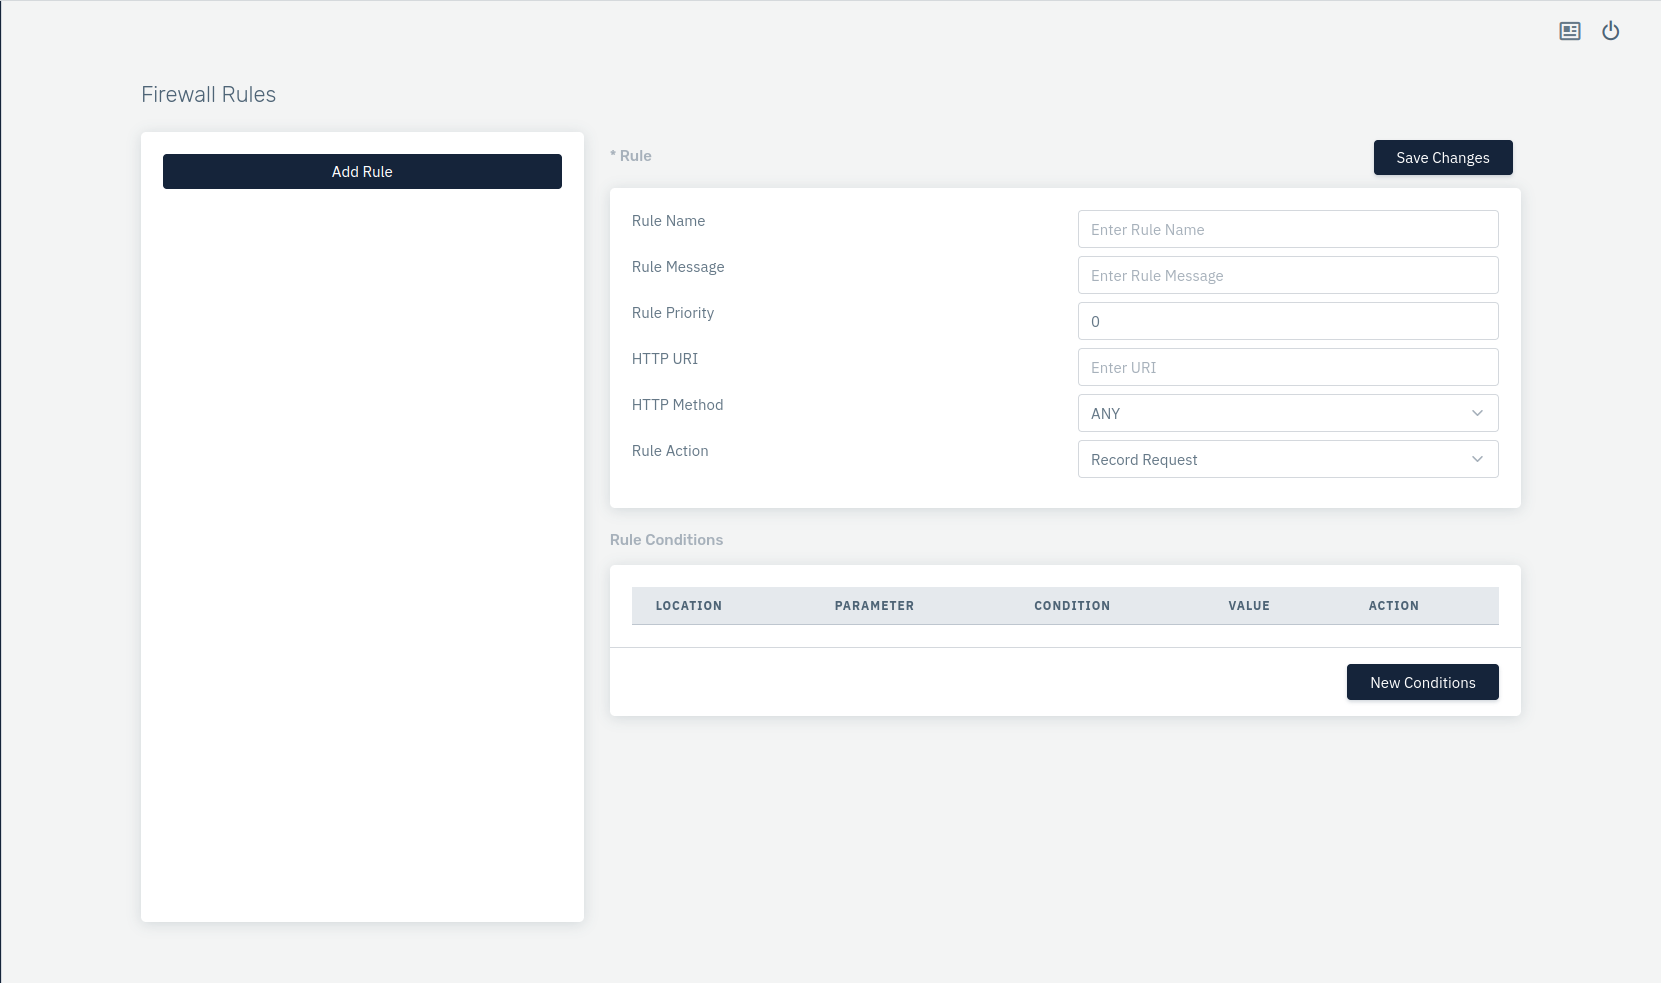 Firewall Rules
Add Rule
* Rule
Save Changes
Rule Name
Enter Rule Name
Rule Message
Enter Rule Message
Rule Priority
0
HTTP URI
Enter URI
HTTP Method
ANY
Rule Action
Record Request
Rule Conditions
LOCATION PARAMETER CONDITION VALUE ACTION
New Conditions